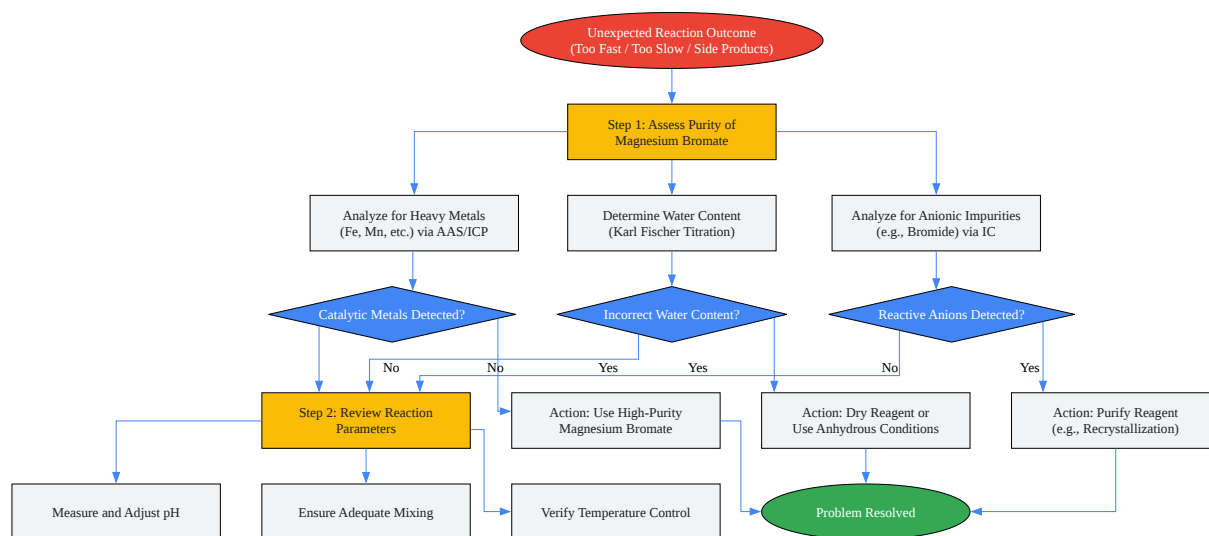 Unexpected Reaction Outcome
(Too Fast / Too Slow / Side Products)
Step 1: Assess Purity of
Magnesium Bromate
Analyze for Heavy Metals
(Fe, Mn, etc.) via AAS/ICP
Determine Water Content
(Karl Fischer Titration)
Analyze for Anionic Impurities
(e.g., Bromide) via IC
Catalytic Metals Detected?
Incorrect Water Content?
Reactive Anions Detected?
No
No
Yes
Yes
No
Yes
Step 2: Review Reaction
Parameters
Action: Use High-Purity
Magnesium Bromate
Action: Dry Reagent or
Use Anhydrous Conditions
Action: Purify Reagent
(e.g., Recrystallization)
Measure and Adjust pH
Ensure Adequate Mixing
Verify Temperature Control
Problem Resolved